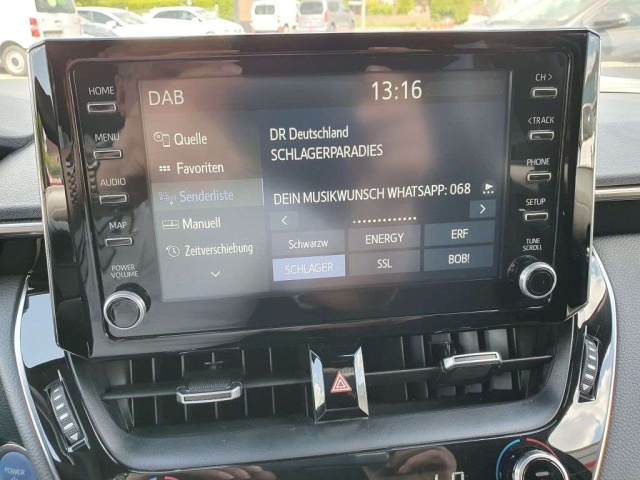 HOME
MENU
AUDIO
MAP
POWER
VOLUME
DAB
13:16
Quelle
Favoriten
Senderliste
Manuell
Zeitverschiebung
DR Deutschland
SCHLAGERPARADIES
DEIN MUSIKWUNSCH WHATSAPP: 068
Schwarzw
ENERGY
ERF
SCHLAGER
SSL
BOB!
CH >
< TRACK
PHONE
SETUP
TUNE
SCROLL
POWER